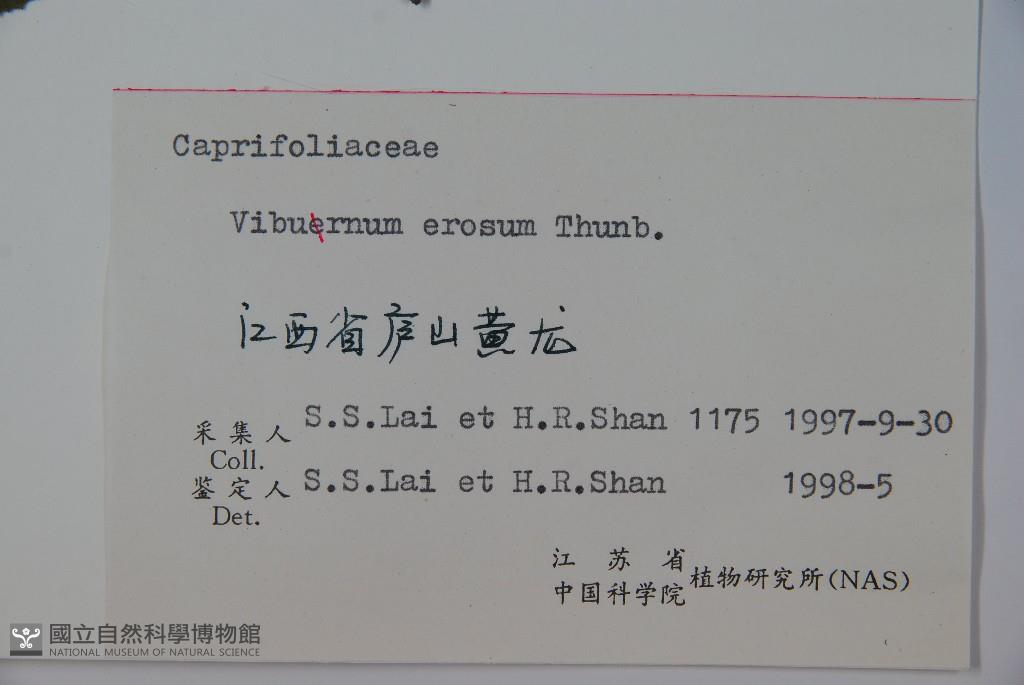 Caprifoliaceae
Vibuernum erosum Thunb.
江西省庐山黄龙
采集人 S.S.Lai et H.R.Shan 1175 1997-9-30
Coll.
鉴定人 S.S.Lai et H.R.Shan 1998-5
Det.
江苏省
中国科学院 植物研究所(NAS)
國立自然科學博物館
NATIONAL MUSEUM OF NATURAL SCIENCE